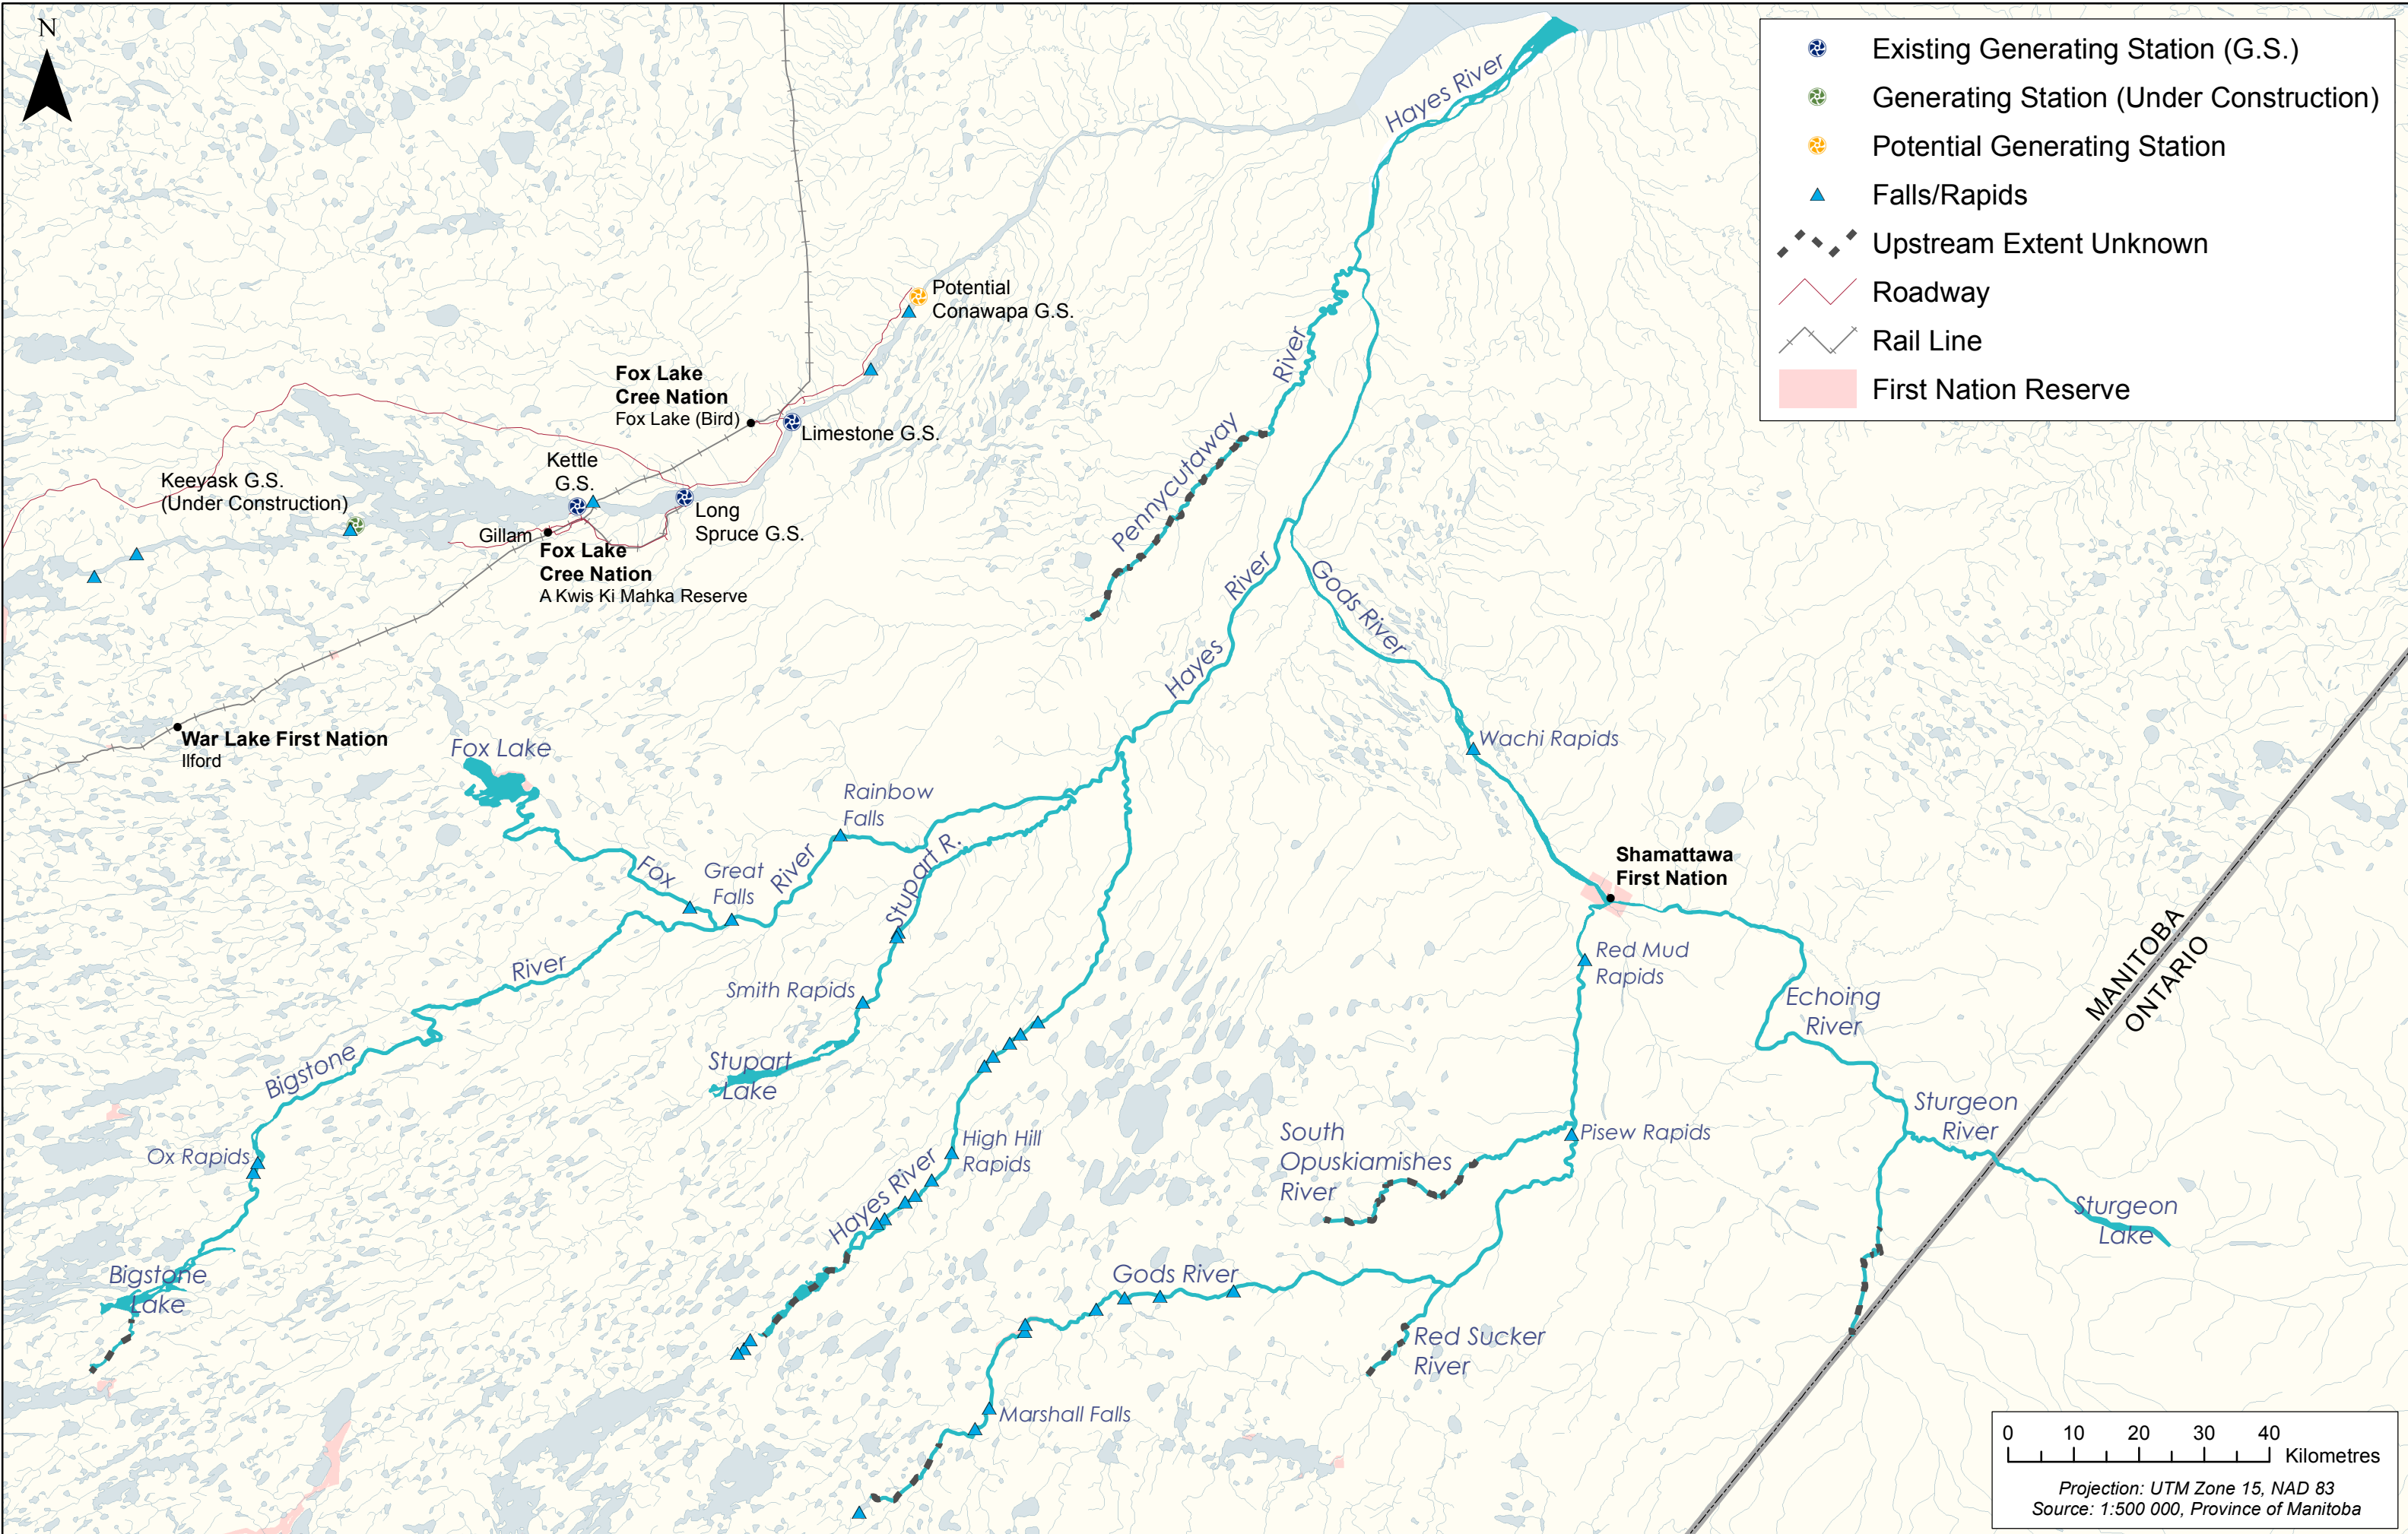 N
Existing Generating Station (G.S.)
Generating Station (Under Construction)
Potential Generating Station
Falls/Rapids
Upstream Extent Unknown
Roadway
Rail Line
First Nation Reserve
Hayes River
Potential
Conawapa G.S.
Fox Lake
Cree Nation
Fox Lake (Bird)
Limestone G.S.
Kettle
G.S.
Keeyask G.S.
(Under Construction)
Long
Spruce G.S.
Gillam
Fox Lake
Cree Nation
A Kwis Ki Mahka Reserve
Pennycutaway
River
Gods River
Hayes
River
War Lake First Nation
Ilford
Fox Lake
Wachi Rapids
Rainbow
Falls
Fox
River
Great
Falls
Stupart R.
Shamattawa
First Nation
Red Mud
Rapids
MANITOBA
ONTARIO
Bigstone
River
Smith Rapids
Stupart
Lake
Echoing
River
Sturgeon
River
Sturgeon
Lake
Ox Rapids
High Hill
Rapids
Hayes River
South
Opuskiamishes
River
Pisew Rapids
Bigstone
Lake
Gods River
Red Sucker
River
Marshall Falls
0 10 20 30 40
Kilometres
Projection: UTM Zone 15, NAD 83
Source: 1:500 000, Province of Manitoba